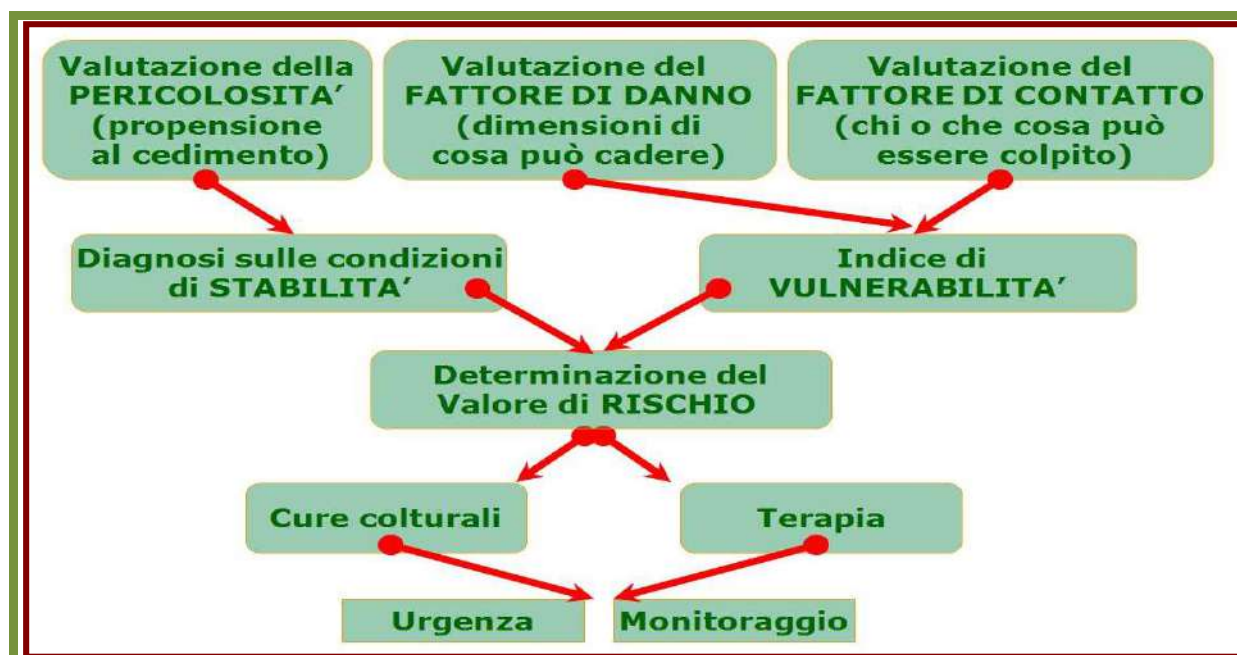 Valutazione della
PERICOLOSITA´
(propensione
al cedimento)
Valutazione del
FATTORE DI DANNO
(dimensioni di
cosa può cadere)
Valutazione del
FATTORE DI CONTATTO
(chi o che cosa può
essere colpito)
Diagnosi sulle condizioni
di STABILITA´
Indice di
VULNERABILITA´
Determinazione del
Valore di RISCHIO
Cure colturali
Terapia
Urgenza
Monitoraggio